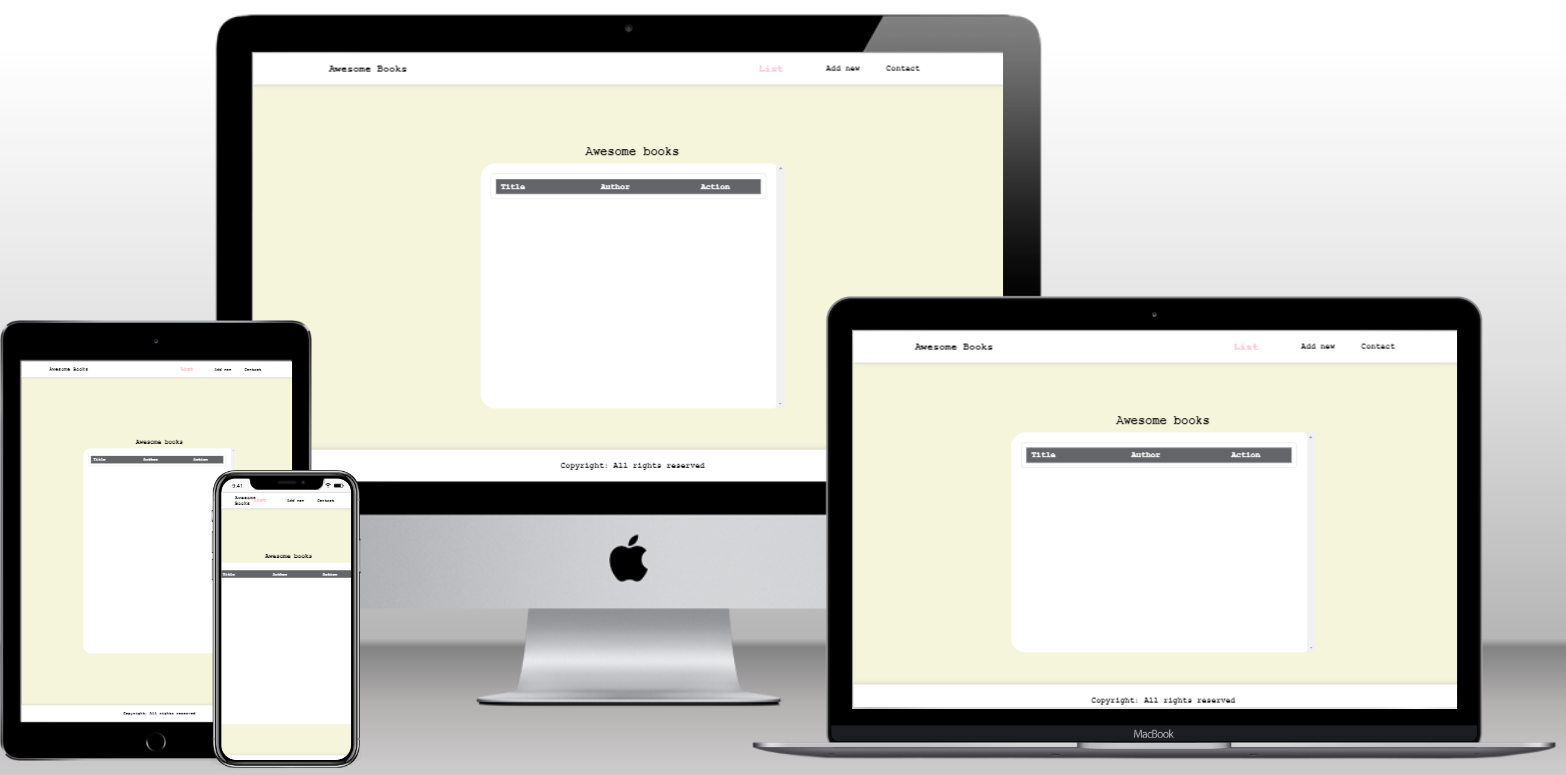 Awesome Books List Add new Contact
Awesome books
Title Author Action
Copyright: All rights reserved
Awesome Books List Add new Contact
Awesome books
Title Author Action
Copyright: All rights reserved
9:41
Awesome
Books List Add new Contact
Awesome books
Title Author Action
Awesome Books List Add new Contact
Awesome books
Title Author Action
Copyright: All rights reserved
MacBook